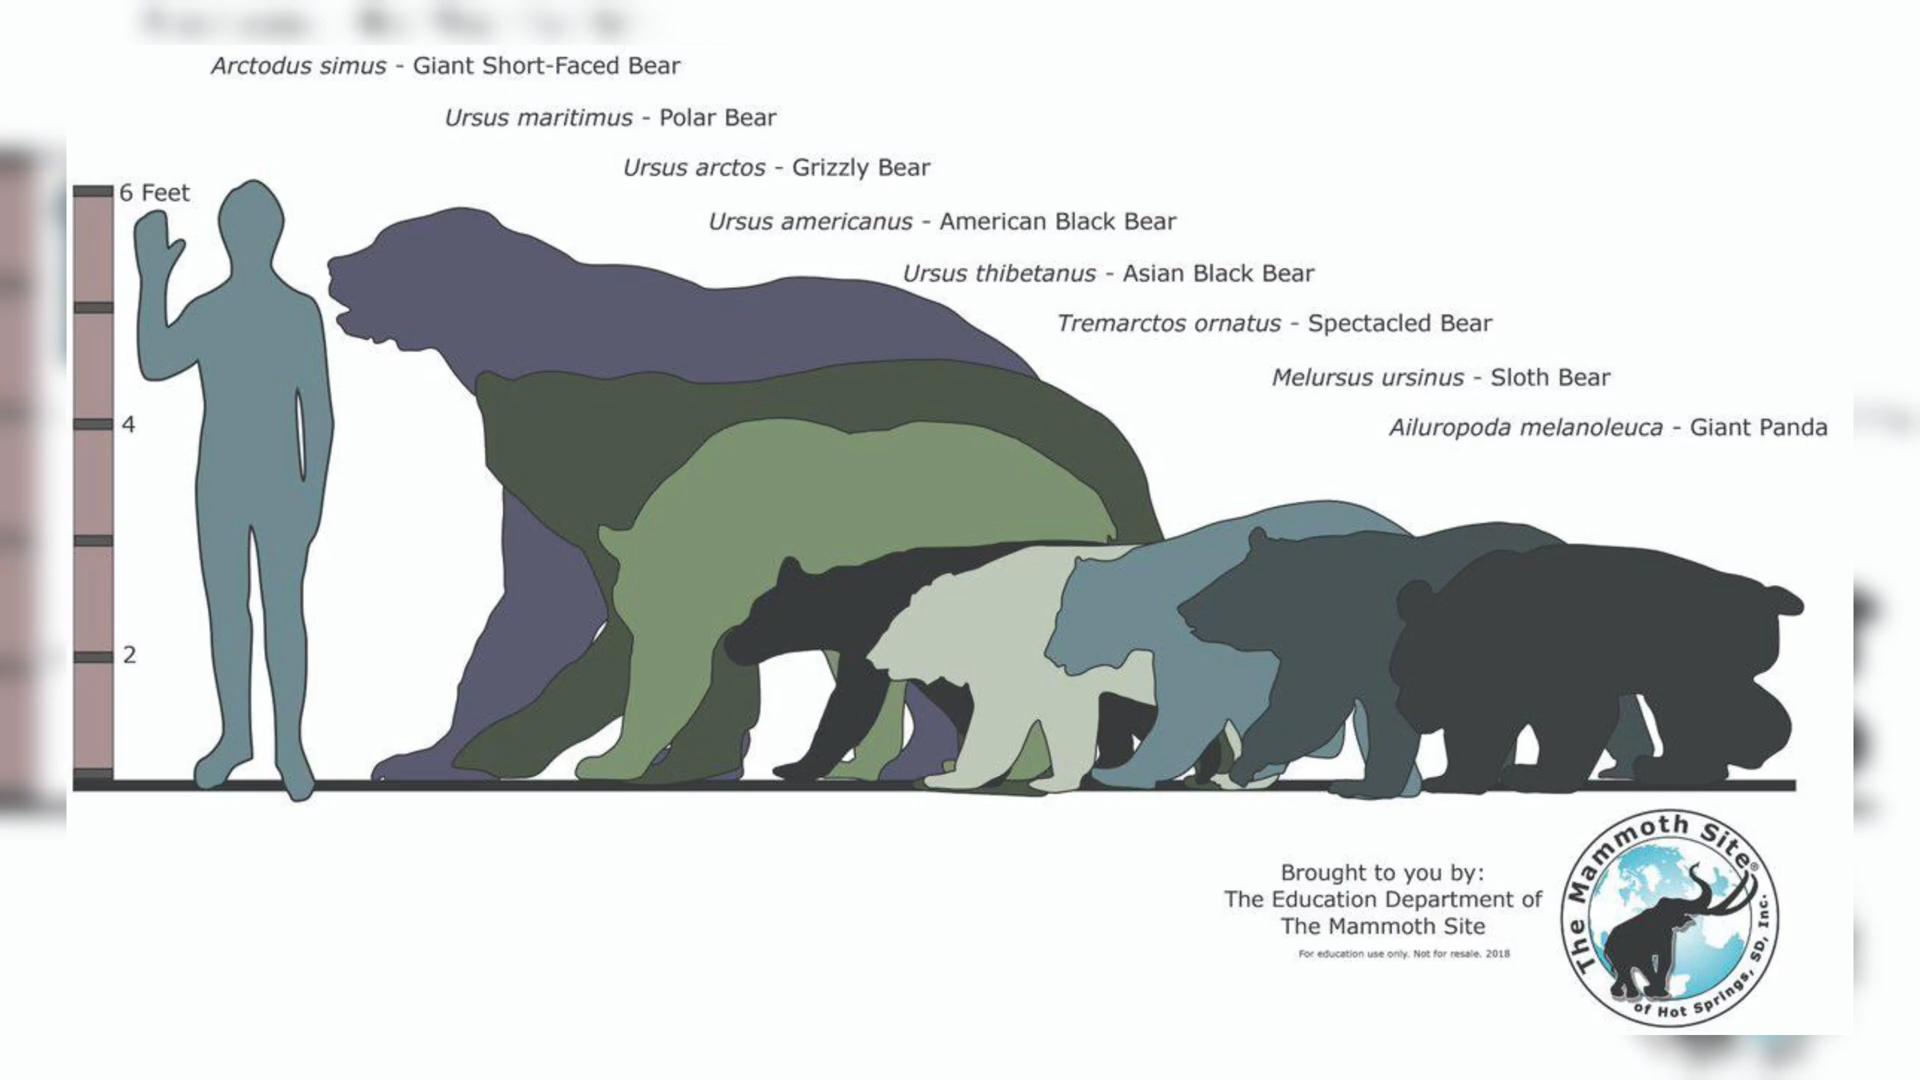 Arctodus simus - Giant Short-Faced Bear
Ursus maritimus - Polar Bear
Ursus arctos - Grizzly Bear
6 Feet
Ursus americanus - American Black Bear
Ursus thibetanus - Asian Black Bear
Tremarctos ornatus - Spectacled Bear
Melursus ursinus - Sloth Bear
4
Ailuropoda melanoleuca - Giant Panda
2
Brought to you by:
The Education Department of
The Mammoth Site
For education use only. Not for resale. 2018
The Mammoth Site®
of Hot Springs, SD, Inc.